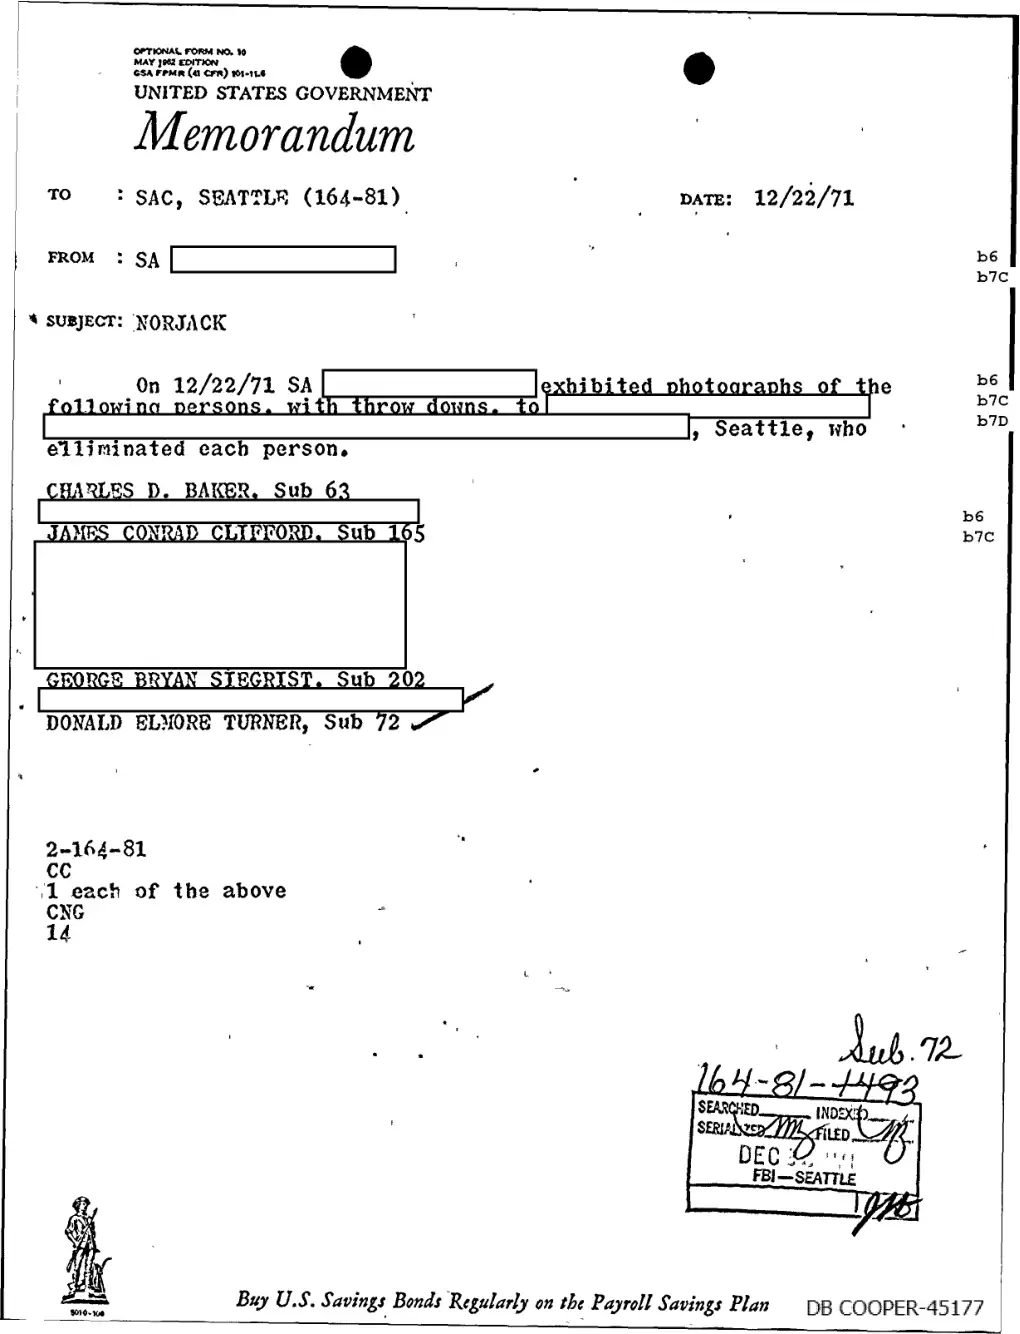 OPTIONAL FORM NO. 10
MAY 1962 EDITION
GSA FPMR (41 CFR) 101-11.6
UNITED STATES GOVERNMENT
Memorandum
TO : SAC, SEATTLE (164-81)
DATE: 12/22/71
FROM : SA
b6
b7C
SUBJECT: NORJACK
On 12/22/71 SA exhibited photographs of the
following persons, with throw downs, to
, Seattle, who
elliminated each person.
b6
b7C
b7D
CHARLES D. BAKER, Sub 63
JAMES CONRAD CLIFFORD, Sub 165
b6
b7C
GEORGE BRYAN SIEGRIST, Sub 202
DONALD ELMORE TURNER, Sub 72
2-164-81
CC
1 each of the above
CNG
14
Sub. 72
164-81-1493
SEARCHED INDEXED
SERIALIZED FILED
DEC
FBI-SEATTLE
5010-108
Buy U.S. Savings Bonds Regularly on the Payroll Savings Plan
DB COOPER-45177